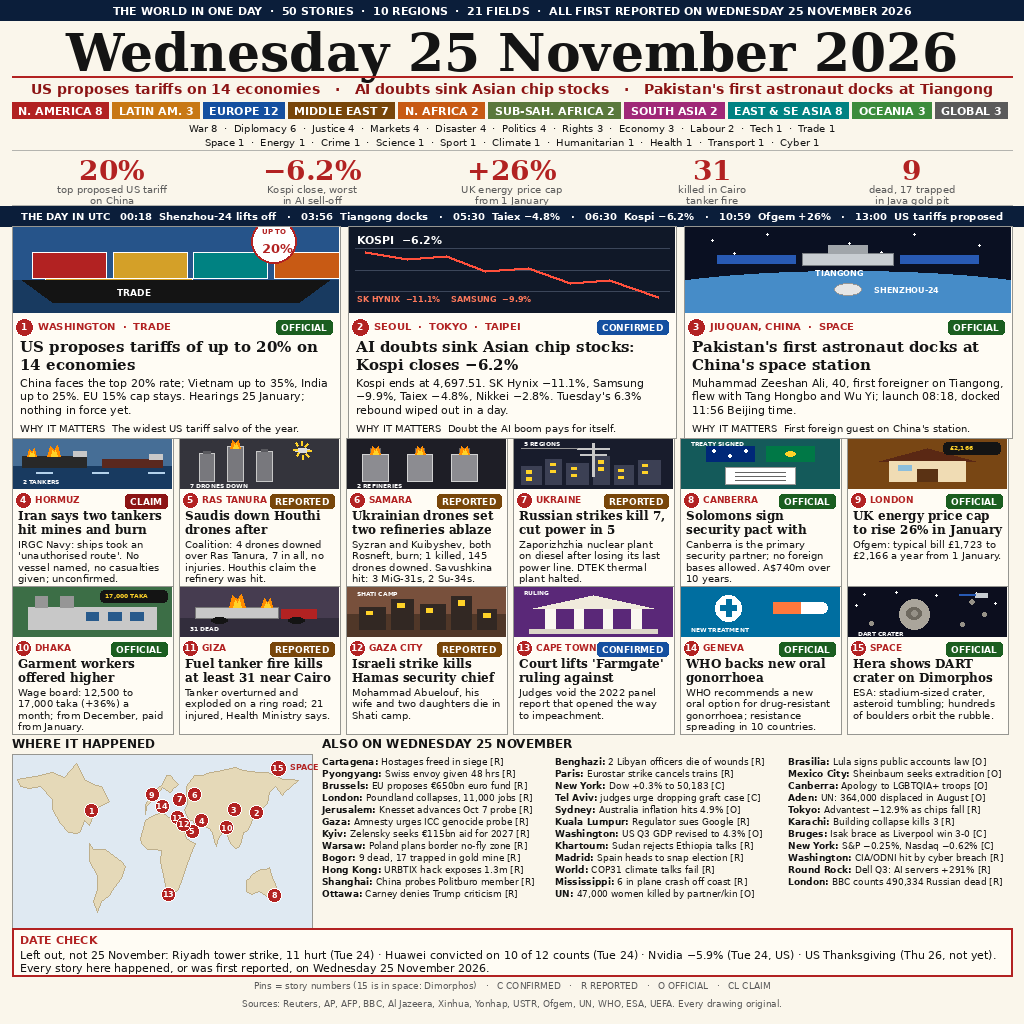 THE WORLD IN ONE DAY · 50 STORIES · 10 REGIONS · 21 FIELDS · ALL FIRST REPORTED ON WEDNESDAY 25 NOVEMBER 2026
Wednesday 25 November 2026
US proposes tariffs on 14 economies · AI doubts sink Asian chip stocks · Pakistan's first astronaut docks at Tiangong
N. AMERICA 8 LATIN AM. 3 EUROPE 12 MIDDLE EAST 7 N. AFRICA 2 SUB-SAH. AFRICA 2 SOUTH ASIA 2 EAST & SE ASIA 8 OCEANIA 3 GLOBAL 3
War 8 · Diplomacy 6 · Justice 4 · Markets 4 · Disaster 4 · Politics 4 · Rights 3 · Economy 3 · Labour 2 · Tech 1 · Trade 1
Space 1 · Energy 1 · Crime 1 · Science 1 · Sport 1 · Climate 1 · Humanitarian 1 · Health 1 · Transport 1 · Cyber 1
20%
top proposed US tariff
on China
−6.2%
Kospi close, worst
in AI sell-off
+26%
UK energy price cap
from 1 January
31
killed in Cairo
tanker fire
9
dead, 17 trapped
in Java gold pit
THE DAY IN UTC 00:18 Shenzhou-24 lifts off · 03:56 Tiangong docks · 05:30 Taiex −4.8% · 06:30 Kospi −6.2% · 10:59 Ofgem +26% · 13:00 US tariffs proposed
UP TO
20%
TRADE
1 WASHINGTON · TRADE OFFICIAL
US proposes tariffs of up to 20% on
14 economies
China faces the top 20% rate; Vietnam up to 35%, India
up to 25%. EU 15% cap stays. Hearings 25 January;
nothing in force yet.
WHY IT MATTERS The widest US tariff salvo of the year.
KOSPI −6.2%
SK HYNIX −11.1% SAMSUNG −9.9%
2 SEOUL · TOKYO · TAIPEI CONFIRMED
AI doubts sink Asian chip stocks:
Kospi closes −6.2%
Kospi ends at 4,697.51. SK Hynix −11.1%, Samsung
−9.9%, Taiex −4.8%, Nikkei −2.8%. Tuesday's 6.3%
rebound wiped out in a day.
WHY IT MATTERS Doubt the AI boom pays for itself.
TIANGONG
SHENZHOU-24
3 JIUQUAN, CHINA · SPACE OFFICIAL
Pakistan's first astronaut docks at
China's space station
Muhammad Zeeshan Ali, 40, first foreigner on Tiangong,
flew with Tang Hongbo and Wu Yi; launch 08:18, docked
11:56 Beijing time.
WHY IT MATTERS First foreign guest on China's station.
2 TANKERS
4 HORMUZ CLAIM
Iran says two tankers
hit mines and burn
IRGC Navy: ships took an
'unauthorised route'. No
vessel named, no casualties
given; unconfirmed.
7 DRONES DOWN
5 RAS TANURA REPORTED
Saudis down Houthi
drones after
Coalition: 4 drones downed
over Ras Tanura, 7 in all, no
injuries. Houthis claim the
refinery was hit.
2 REFINERIES
6 SAMARA REPORTED
Ukrainian drones set
two refineries ablaze
Syzran and Kuibyshev, both
Rosneft, burn; 1 killed, 145
drones downed. Savushkina
hit: 3 MiG-31s, 2 Su-34s.
5 REGIONS
7 UKRAINE REPORTED
Russian strikes kill 7,
cut power in 5
Zaporizhzhia nuclear plant
on diesel after losing its last
power line. DTEK thermal
plant halted.
TREATY SIGNED
8 CANBERRA OFFICIAL
Solomons sign
security pact with
Canberra is the primary
security partner; no foreign
bases allowed. A$740m over
10 years.
£2,166
9 LONDON OFFICIAL
UK energy price cap
to rise 26% in January
Ofgem: typical bill £1,723 to
£2,166 a year from 1 January.
17,000 TAKA
10 DHAKA OFFICIAL
Garment workers
offered higher
Wage board: 12,500 to
17,000 taka (+36%) a
month; from December, paid
from January.
31 DEAD
11 GIZA REPORTED
Fuel tanker fire kills
at least 31 near Cairo
Tanker overturned and
exploded on a ring road; 21
injured, Health Ministry says.
SHATI CAMP
12 GAZA CITY REPORTED
Israeli strike kills
Hamas security chief
Mohammad Abuelouf, his
wife and two daughters die in
Shati camp.
RULING
13 CAPE TOWN CONFIRMED
Court lifts 'Farmgate'
ruling against
Judges void the 2022 panel
report that opened the way
to impeachment.
NEW TREATMENT
14 GENEVA OFFICIAL
WHO backs new oral
gonorrhoea
WHO recommends a new
oral option for drug-resistant
gonorrhoea; resistance
spreading in 10 countries.
DART CRATER
15 SPACE OFFICIAL
Hera shows DART
crater on Dimorphos
ESA: stadium-sized crater,
asteroid tumbling; hundreds
of boulders orbit the rubble.
WHERE IT HAPPENED
15 SPACE
9
14
7
6
1
11
12
5
4
3
2
10
13
8
ALSO ON WEDNESDAY 25 NOVEMBER
Cartagena: Hostages freed in siege [R]
Pyongyang: Swiss envoy given 48 hrs [R]
Brussels: EU proposes €650bn euro fund [R]
London: Poundland collapses, 11,000 jobs [R]
Jerusalem: Knesset advances Oct 7 probe [R]
Gaza: Amnesty urges ICC genocide probe [R]
Kyiv: Zelensky seeks €115bn aid for 2027 [R]
Warsaw: Poland plans border no-fly zone [R]
Bogor: 9 dead, 17 trapped in gold mine [R]
Hong Kong: URBTIX hack exposes 1.3m [R]
Shanghai: China probes Politburo member [R]
Ottawa: Carney denies Trump criticism [R]
Benghazi: 2 Libyan officers die of wounds [R]
Paris: Eurostar strike cancels trains [R]
New York: Dow +0.3% to 50,183 [C]
Tel Aviv: judges urge dropping graft case [C]
Sydney: Australia inflation hits 4.9% [O]
Kuala Lumpur: Regulator sues Google [R]
Washington: US Q3 GDP revised to 4.3% [O]
Khartoum: Sudan rejects Ethiopia talks [R]
Madrid: Spain heads to snap election [R]
World: COP31 climate talks fail [R]
Mississippi: 6 in plane crash off coast [R]
UN: 47,000 women killed by partner/kin [O]
Brasilia: Lula signs public accounts law [O]
Mexico City: Sheinbaum seeks extradition [O]
Canberra: Apology to LGBTQIA+ troops [O]
Aden: UN: 364,000 displaced in August [O]
Tokyo: Advantest −12.9% as chips fall [R]
Karachi: Building collapse kills 3 [R]
Bruges: Isak brace as Liverpool win 3-0 [C]
New York: S&P −0.25%, Nasdaq −0.62% [C]
Washington: CIA/ODNI hit by cyber breach [R]
Round Rock: Dell Q3: AI servers +291% [R]
London: BBC counts 490,334 Russian dead [R]
DATE CHECK
Left out, not 25 November: Riyadh tower strike, 11 hurt (Tue 24) · Huawei convicted on 10 of 12 counts (Tue 24) · Nvidia −5.9% (Tue 24, US) · US Thanksgiving (Thu 26, not yet).
Every story here happened, or was first reported, on Wednesday 25 November 2026.
Pins = story numbers (15 is in space: Dimorphos) · C CONFIRMED · R REPORTED · O OFFICIAL · CL CLAIM
Sources: Reuters, AP, AFP, BBC, Al Jazeera, Xinhua, Yonhap, USTR, Ofgem, UN, WHO, ESA, UEFA. Every drawing original.